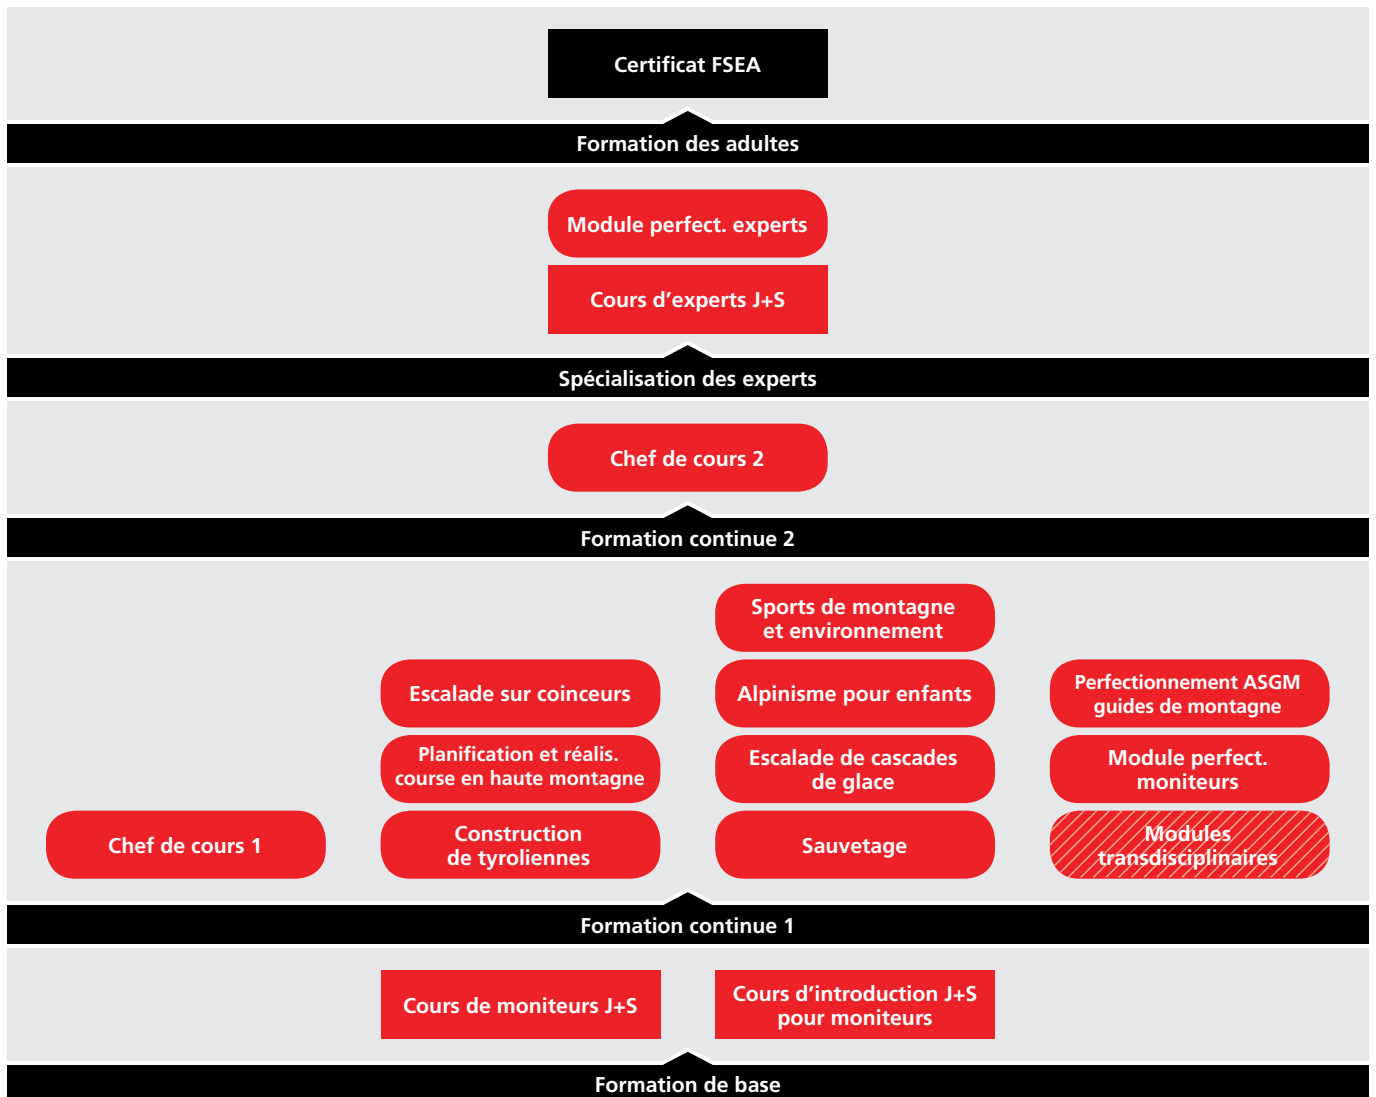 Certificat FSEA
Formation des adultes
Module perfect. experts
Cours d’experts J+S
Spécialisation des experts
Chef de cours 2
Formation continue 2
Sports de montagne
et environnement
Escalade sur coinceurs
Alpinisme pour enfants
Perfectionnement ASGM
guides de montagne
Planification et réalis.
course en haute montagne
Escalade de cascades
de glace
Module perfect.
moniteurs
Chef de cours 1
Construction
de tyroliennes
Sauvetage
Modules
transdisciplinaires
Formation continue 1
Cours de moniteurs J+S
Cours d’introduction J+S
pour moniteurs
Formation de base